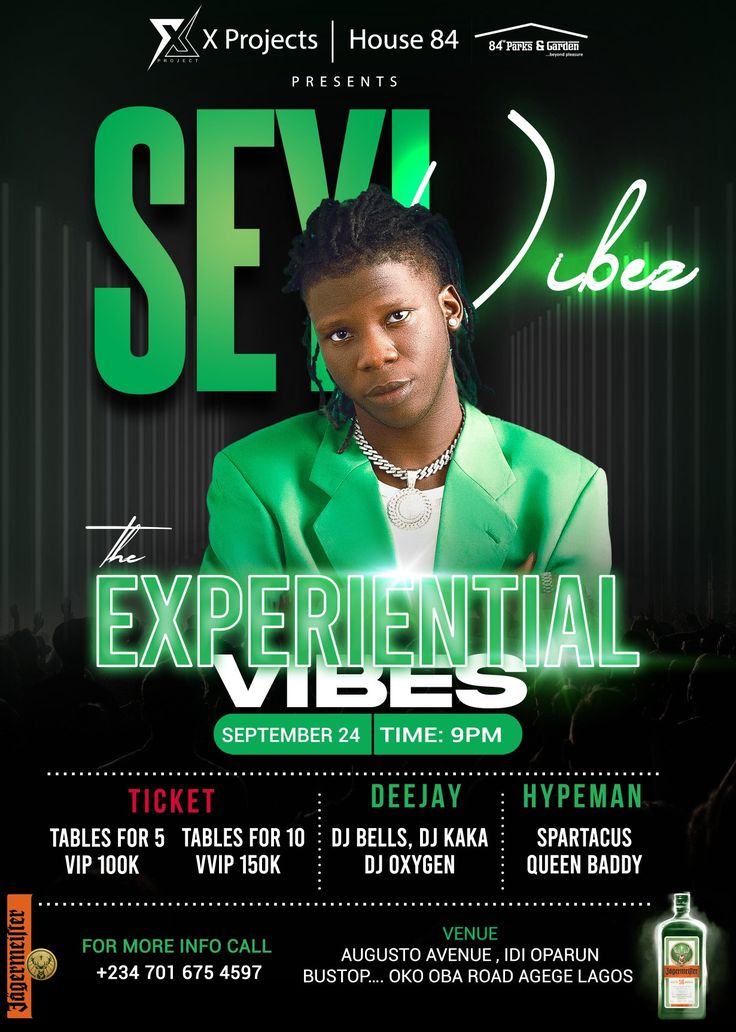 X Projects | House 84
PROJECT
84" PARKS & GARDEN
...beyond pleasure
PRESENTS
SEYI
Vibez
The
EXPERIENTIAL
VIBES
SEPTEMBER 24 TIME: 9PM
TICKET
TABLES FOR 5
VIP 100K
TABLES FOR 10
VVIP 150K
DEEJAY
DJ BELLS, DJ KAKA
DJ OXYGEN
HYPEMAN
SPARTACUS
QUEEN BADDY
Jägermeister
FOR MORE INFO CALL
+234 701 675 4597
VENUE
AUGUSTO AVENUE , IDI OPARUN
BUSTOP.... OKO OBA ROAD AGEGE LAGOS
Jägermeister